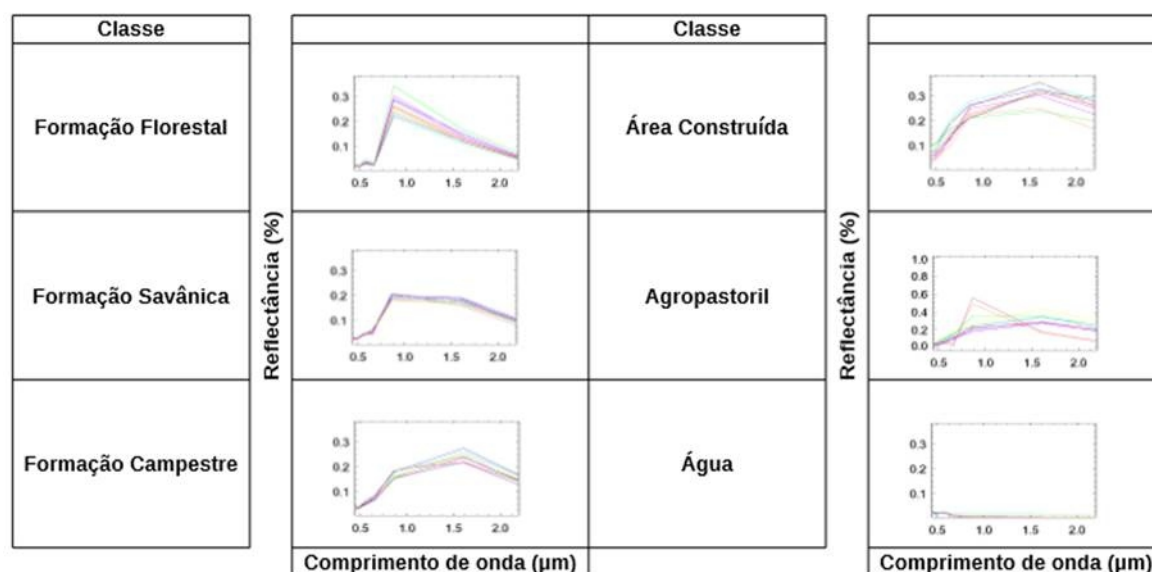 Classe
Classe
Formação Florestal
0.3
0.2
0.1
0.5 1.0 1.5 2.0
Área Construída
0.3
0.2
0.1
0.5 1.0 1.5 2.0
Reflectância (%)
Reflectância (%)
Formação Savânica
0.3
0.2
0.1
0.5 1.0 1.5 2.0
Agropastoril
1.0
0.8
0.6
0.4
0.2
0.0
0.5 1.0 1.5 2.0
Formação Campestre
0.3
0.2
0.1
0.5 1.0 1.5 2.0
Água
0.3
0.2
0.1
0.5 1.0 1.5 2.0
Comprimento de onda (µm)
Comprimento de onda (µm)